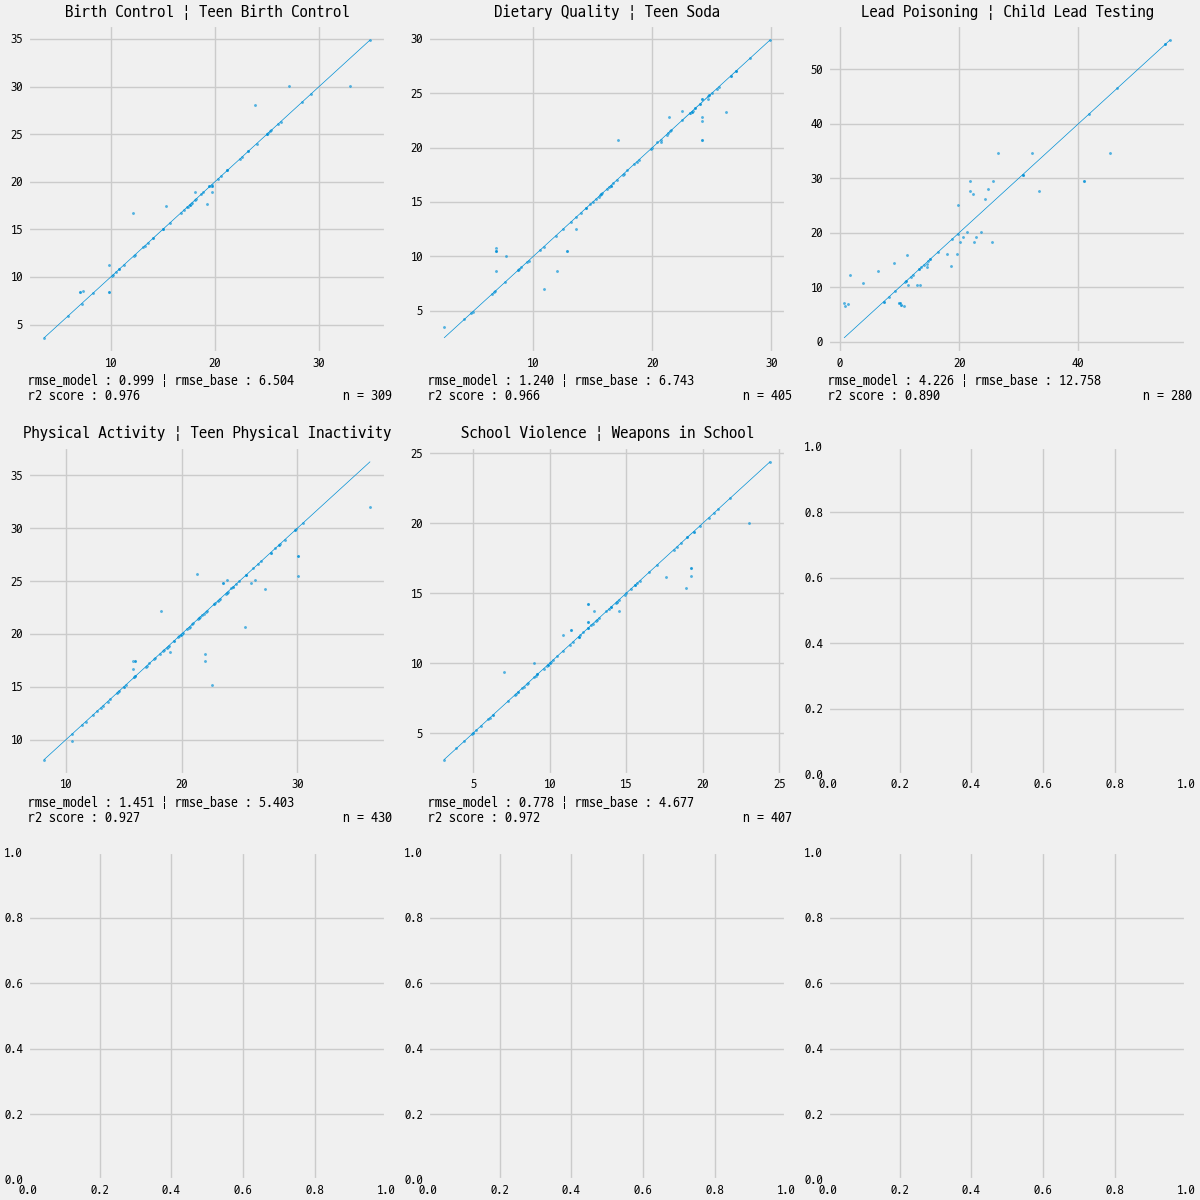 Birth Control ¦ Teen Birth Control
35
30
25
20
15
10
5
10 20 30
rmse_model : 0.999 ¦ rmse_base : 6.504
r2 score : 0.976 n = 309
Dietary Quality ¦ Teen Soda
30
25
20
15
10
5
10 20 30
rmse_model : 1.240 ¦ rmse_base : 6.743
r2 score : 0.966 n = 405
Lead Poisoning ¦ Child Lead Testing
50
40
30
20
10
0
0 20 40
rmse_model : 4.226 ¦ rmse_base : 12.758
r2 score : 0.890 n = 280
Physical Activity ¦ Teen Physical Inactivity
35
30
25
20
15
10
10 20 30
rmse_model : 1.451 ¦ rmse_base : 5.403
r2 score : 0.927 n = 430
School Violence ¦ Weapons in School
25
20
15
10
5
5 10 15 20 25
rmse_model : 0.778 ¦ rmse_base : 4.677
r2 score : 0.972 n = 407
1.0
0.8
0.6
0.4
0.2
0.0
0.0 0.2 0.4 0.6 0.8 1.0
1.0
0.8
0.6
0.4
0.2
0.0
0.0 0.2 0.4 0.6 0.8 1.0
1.0
0.8
0.6
0.4
0.2
0.0
0.0 0.2 0.4 0.6 0.8 1.0
1.0
0.8
0.6
0.4
0.2
0.0
0.0 0.2 0.4 0.6 0.8 1.0